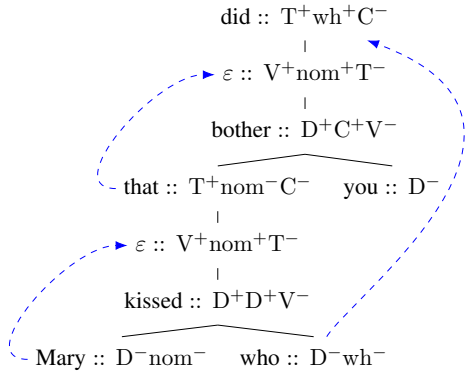 did :: T⁺wh⁺C⁻
ε :: V⁺nom⁺T⁻
bother :: D⁺C⁺V⁻
that :: T⁺nom⁻C⁻ you :: D⁻
ε :: V⁺nom⁺T⁻
kissed :: D⁺D⁺V⁻
Mary :: D⁻nom⁻ who :: D⁻wh⁻